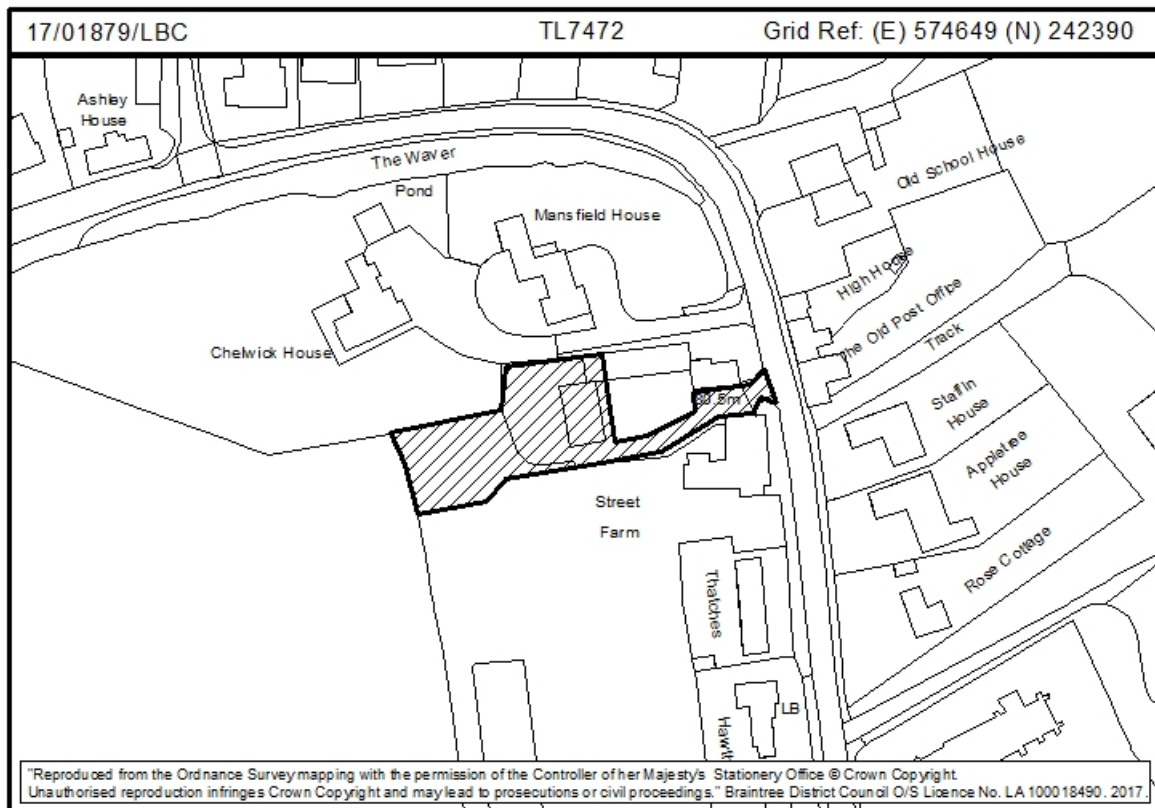 17/01879/LBC TL7472 Grid Ref: (E) 574649 (N) 242390
Ashley
House
The Waver
Pond
Mansfield House
Old School House
High House
The Old Post Office
Track
Chelwick House
Staffin
House
Appletree
House
Rose Cottage
Street
Farm
Thatches
LB
"Reproduced from the Ordnance Survey mapping with the permission of the Controller of her Majesty's Stationery Office © Crown Copyright.
Unauthorised reproduction infringes Crown Copyright and may lead to prosecutions or civil proceedings." Braintree District Council O/S Licence No. LA 100018490. 2017.